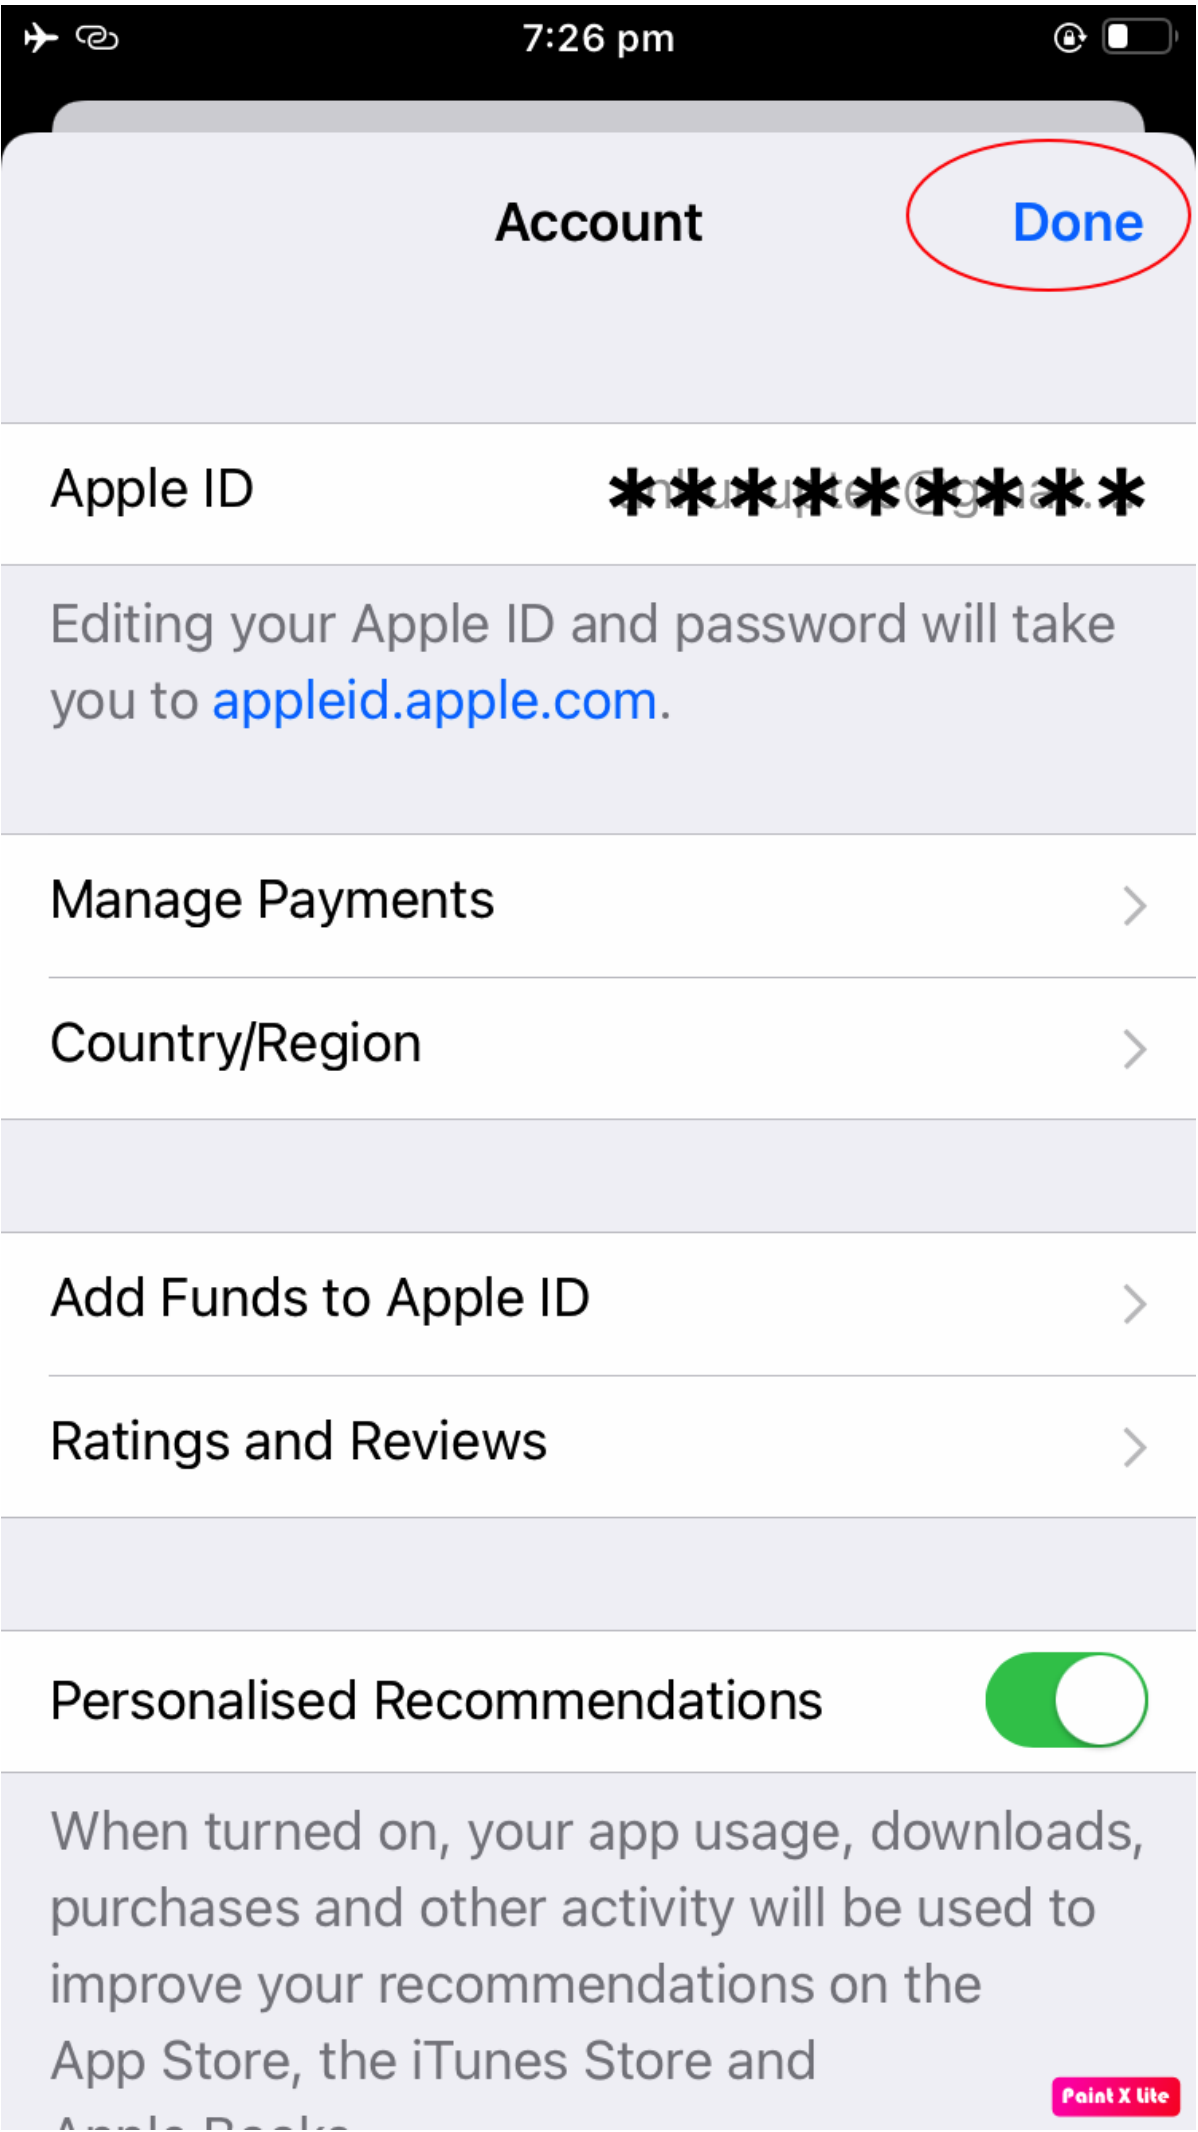 7:26 pm
Account
Done
Apple ID
*********
Editing your Apple ID and password will take
you to appleid.apple.com.
Manage Payments
Country/Region
Add Funds to Apple ID
Ratings and Reviews
Personalised Recommendations
When turned on, your app usage, downloads,
purchases and other activity will be used to
improve your recommendations on the
App Store, the iTunes Store and
Apple Books
Paint X Lite